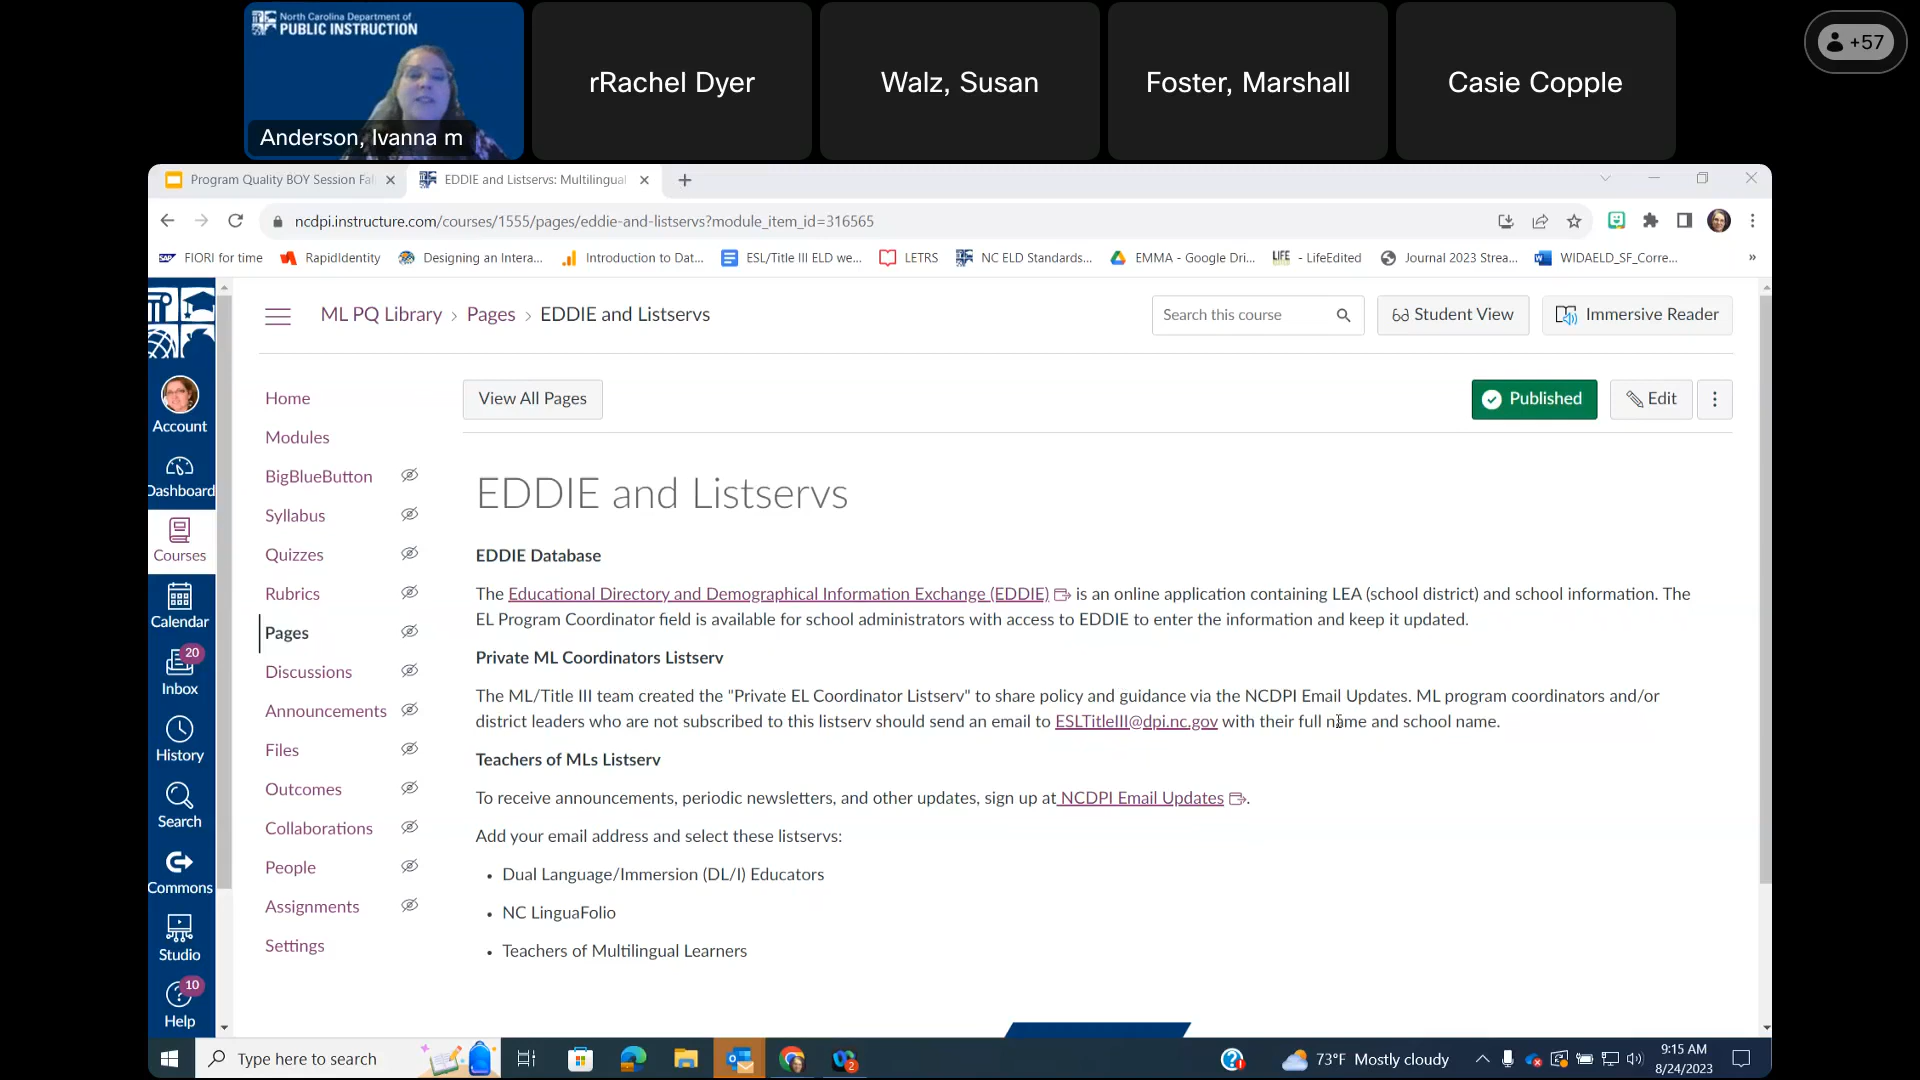 North Carolina Department of
PUBLIC INSTRUCTION
Anderson, Ivanna m
rRachel Dyer
Walz, Susan
Foster, Marshall
Casie Copple
+57
Program Quality BOY Session Fal
EDDIE and Listservs: Multilingual
ncdpi.instructure.com/courses/1555/pages/eddie-and-listservs?module_item_id=316565
FIORI for time
RapidIdentity
Designing an Intera...
Introduction to Dat...
ESL/Title III ELD we...
LETRS
NC ELD Standards...
EMMA - Google Dri...
LIFE - LifeEdited
Journal 2023 Strea...
WIDAELD_SF_Corre...
»
ML PQ Library › Pages › EDDIE and Listservs
Search this course
Student View
Immersive Reader
Account
Dashboard
Courses
Calendar
20
Inbox
History
Search
Commons
Studio
10
Help
Home
Modules
BigBlueButton
Syllabus
Quizzes
Rubrics
Pages
Discussions
Announcements
Files
Outcomes
Collaborations
People
Assignments
Settings
View All Pages
Published
Edit
EDDIE and Listservs
EDDIE Database
The Educational Directory and Demographical Information Exchange (EDDIE) is an online application containing LEA (school district) and school information. The
EL Program Coordinator field is available for school administrators with access to EDDIE to enter the information and keep it updated.
Private ML Coordinators Listserv
The ML/Title III team created the "Private EL Coordinator Listserv" to share policy and guidance via the NCDPI Email Updates. ML program coordinators and/or
district leaders who are not subscribed to this listserv should send an email to ESLTitleIII@dpi.nc.gov with their full name and school name.
Teachers of MLs Listserv
To receive announcements, periodic newsletters, and other updates, sign up at NCDPI Email Updates.
Add your email address and select these listservs:
• Dual Language/Immersion (DL/I) Educators
• NC LinguaFolio
• Teachers of Multilingual Learners
Type here to search
2
73°F Mostly cloudy
9:15 AM
8/24/2023